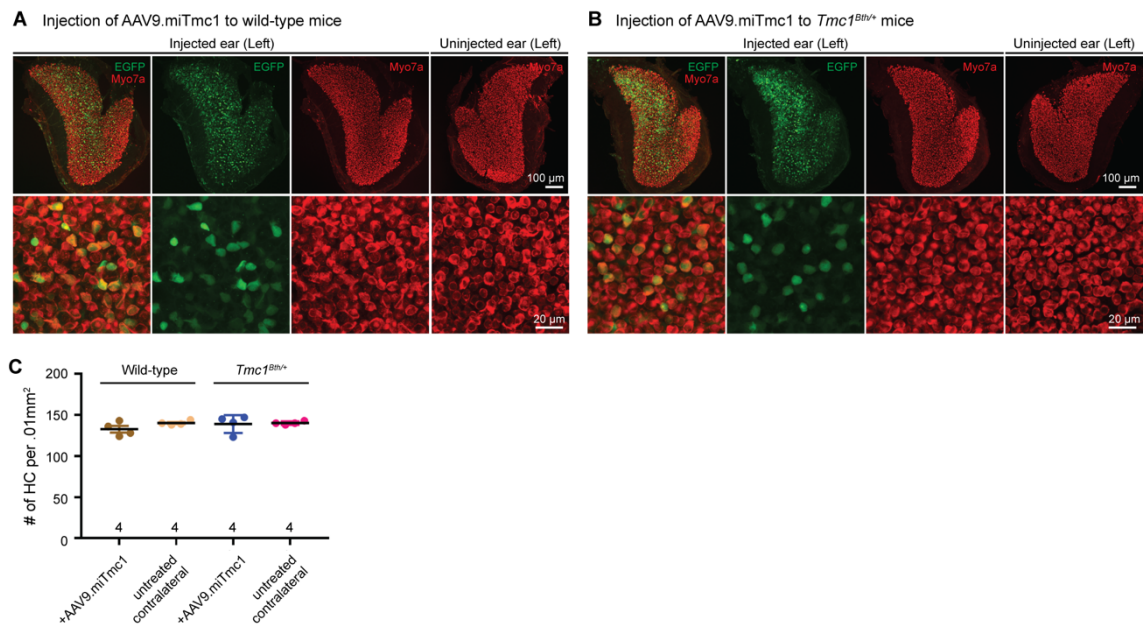 A Injection of AAV9.miTmc1 to wild-type mice
Injected ear (Left)
Uninjected ear (Left)
EGFP
Myo7a
EGFP
Myo7a
Myo7a
100 µm
20 µm
B Injection of AAV9.miTmc1 to Tmc1Bth/+ mice
Injected ear (Left)
Uninjected ear (Left)
EGFP
Myo7a
EGFP
Myo7a
Myo7a
100 µm
20 µm
C
Wild-type
Tmc1Bth/+
# of HC per .01mm2
200
150
100
50
0
4
4
4
4
+AAV9.miTmc1
untreated
contralateral
+AAV9.miTmc1
untreated
contralateral